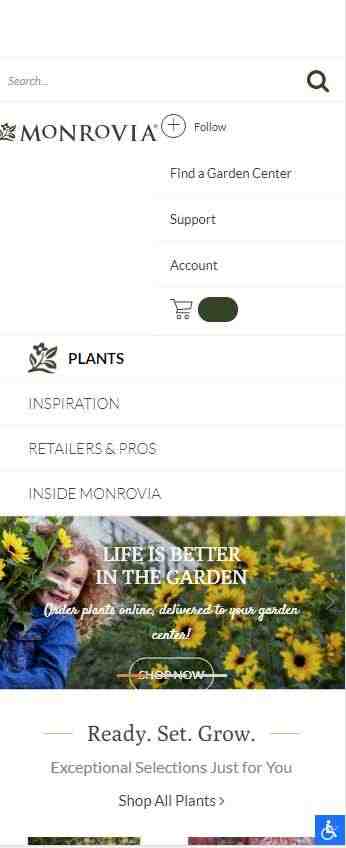 Search...
MONROVIA
Follow
Find a Garden Center
Support
Account
PLANTS
INSPIRATION
RETAILERS & PROS
INSIDE MONROVIA
LIFE IS BETTER
IN THE GARDEN
Order plants online, delivered to your garden
center!
SHOP NOW
Ready. Set. Grow.
Exceptional Selections Just for You
Shop All Plants